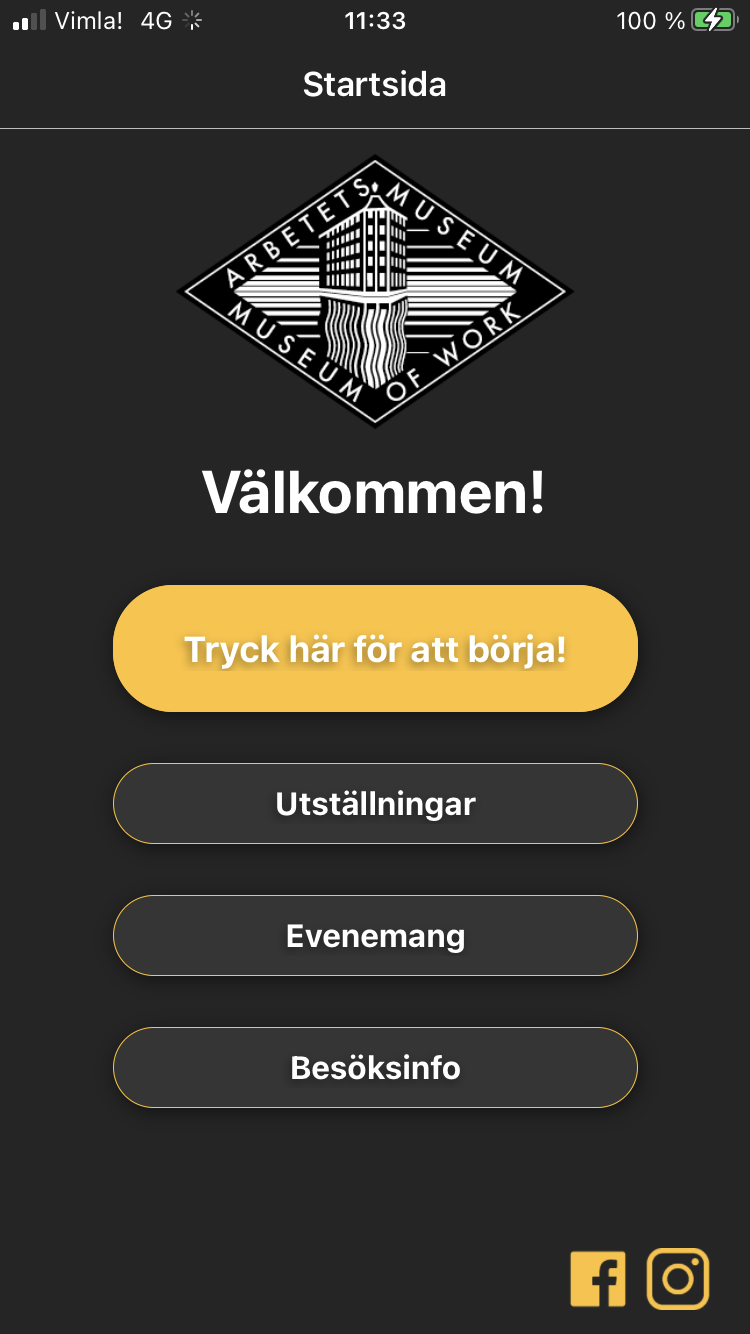 Vimla! 4G 11:33 100 %
Startsida
ARBETETS MUSEUM
MUSEUM OF WORK
Välkommen!
Tryck här för att börja!
Utställningar
Evenemang
Besöksinfo